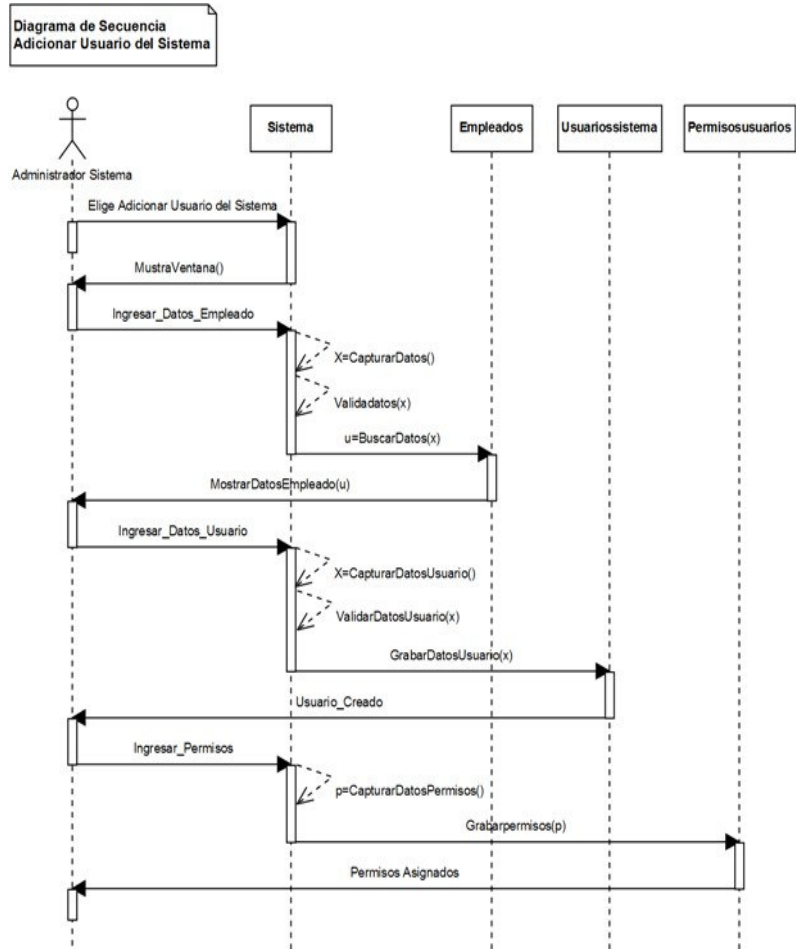 Diagrama de Secuencia
Adicionar Usuario del Sistema
Administrador Sistema
Sistema
Empleados
Usuariossistema
Permisosusuarios
Elige Adicionar Usuario del Sistema
MustraVentana()
Ingresar_Datos_Empleado
X=CapturarDatos()
Validadatos(x)
u=BuscarDatos(x)
MostrarDatosEmpleado(u)
Ingresar_Datos_Usuario
X=CapturarDatosUsuario()
ValidarDatosUsuario(x)
GrabarDatosUsuario(x)
Usuario_Creado
Ingresar_Permisos
p=CapturarDatosPermisos()
Grabarpermisos(p)
Permisos Asignados